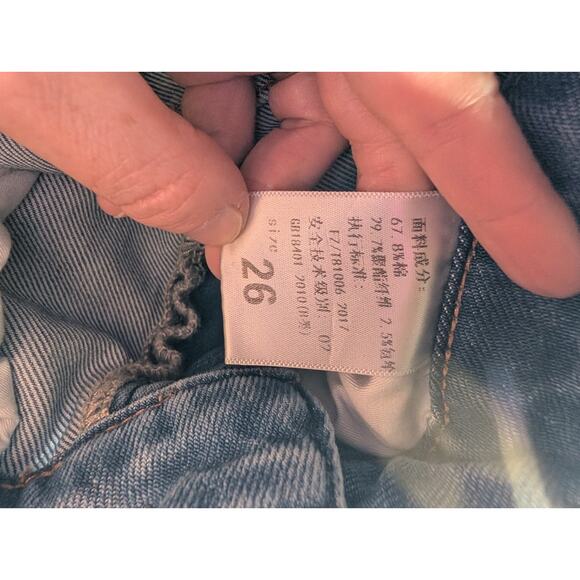 面料成分:
67.8%棉
29.7%聚酯纤维 2.5%氨纶
执行标准:
FZ/T81006 2017
安全技术级别: 02
GB18401 2010(B类)
size 26